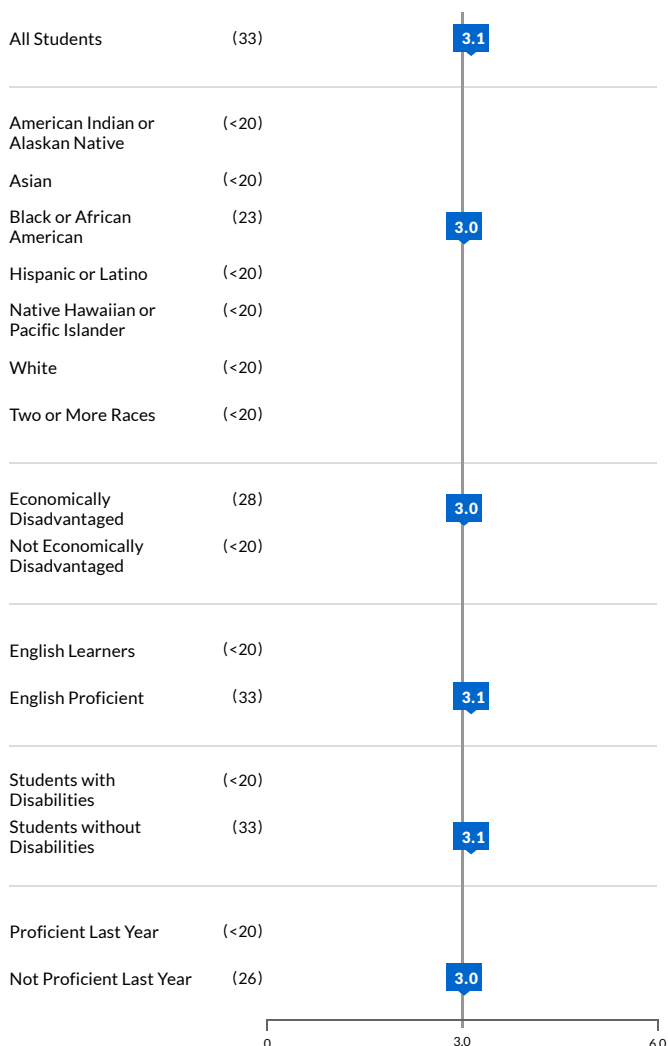 All Students (33) 3.1
American Indian or (<20)
Alaskan Native
Asian (<20)
Black or African (23) 3.0
American
Hispanic or Latino (<20)
Native Hawaiian or (<20)
Pacific Islander
White (<20)
Two or More Races (<20)
Economically (28) 3.0
Disadvantaged
Not Economically (<20)
Disadvantaged
English Learners (<20)
English Proficient (33) 3.1
Students with (<20)
Disabilities
Students without (33) 3.1
Disabilities
Proficient Last Year (<20)
Not Proficient Last Year (26) 3.0
0 3.0 6.0